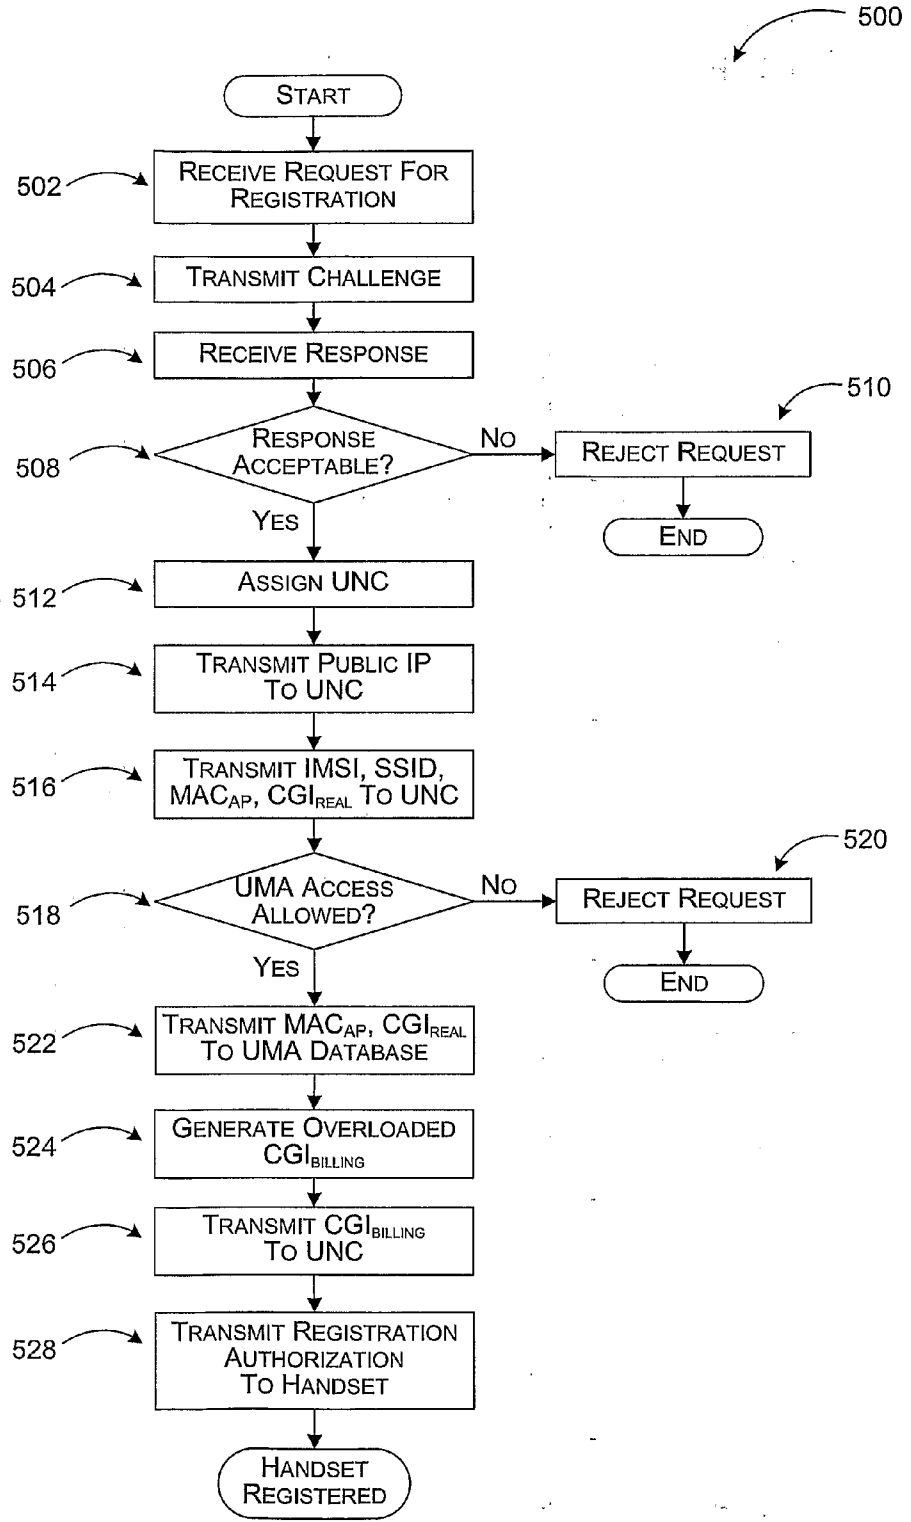 500
START
502
RECEIVE REQUEST FOR
REGISTRATION
504
TRANSMIT CHALLENGE
506
RECEIVE RESPONSE
508
RESPONSE
ACCEPTABLE?
NO
510
REJECT REQUEST
END
YES
512
ASSIGN UNC
514
TRANSMIT PUBLIC IP
TO UNC
516
TRANSMIT IMSI, SSID,
MACAP, CGIREAL TO UNC
518
UMA ACCESS
ALLOWED?
NO
520
REJECT REQUEST
END
YES
522
TRANSMIT MACAP, CGIREAL
TO UMA DATABASE
524
GENERATE OVERLOADED
CGIBILLING
526
TRANSMIT CGIBILLING
TO UNC
528
TRANSMIT REGISTRATION
AUTHORIZATION
TO HANDSET
HANDSET
REGISTERED